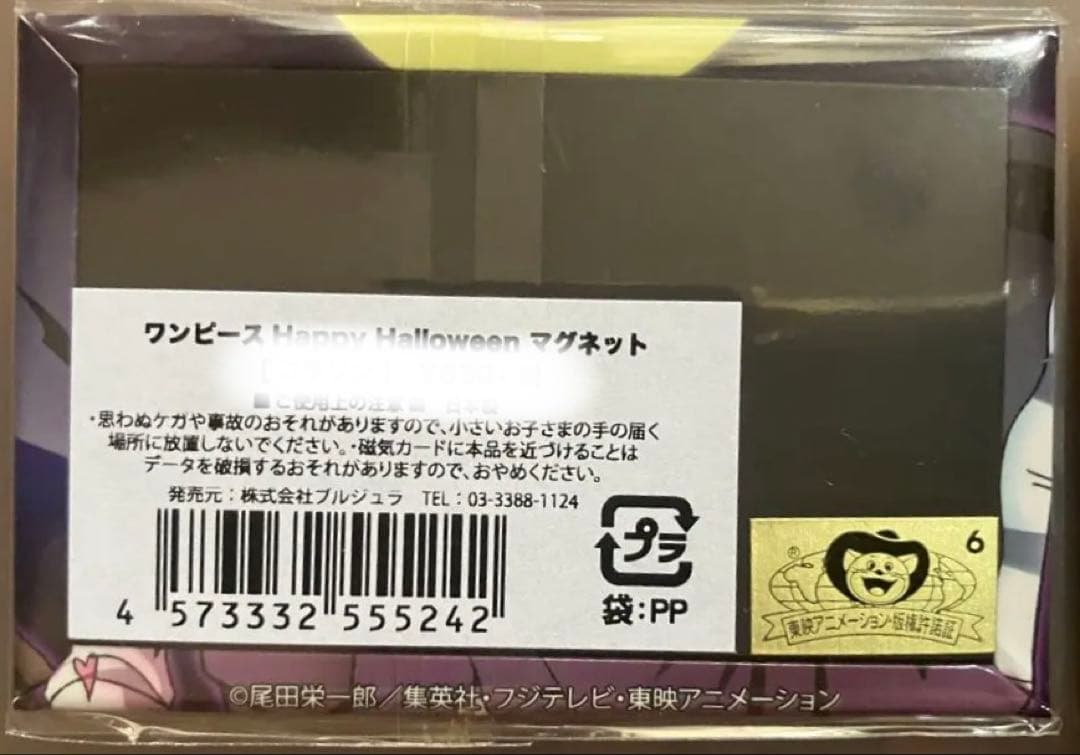 ワンピース Happy Halloween マグネット
■ご使用上の注意■ 日本製
・思わぬケガや事故のおそれがありますので、小さいお子さまの手の届く
場所に放置しないでください。・磁気カードに本品を近づけることは
データを破損するおそれがありますので、おやめください。
発売元：株式会社ブルジュラ TEL：03-3388-1124
プラ
袋：PP
4 573332 555242
6
®
東映アニメーション・版権許諾証
©尾田栄一郎／集英社・フジテレビ・東映アニメーション